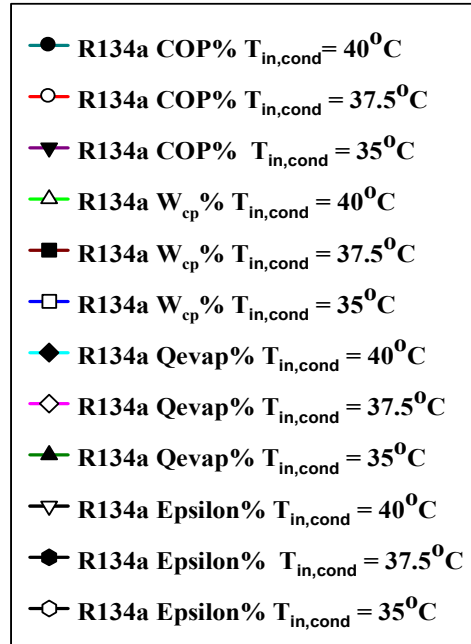 R134a COP% T_in,cond= 40°C
R134a COP% T_in,cond = 37.5°C
R134a COP% T_in,cond = 35°C
R134a W_cp% T_in,cond = 40°C
R134a W_cp% T_in,cond = 37.5°C
R134a W_cp% T_in,cond = 35°C
R134a Qevap% T_in,cond = 40°C
R134a Qevap% T_in,cond = 37.5°C
R134a Qevap% T_in,cond = 35°C
R134a Epsilon% T_in,cond = 40°C
R134a Epsilon% T_in,cond = 37.5°C
R134a Epsilon% T_in,cond = 35°C